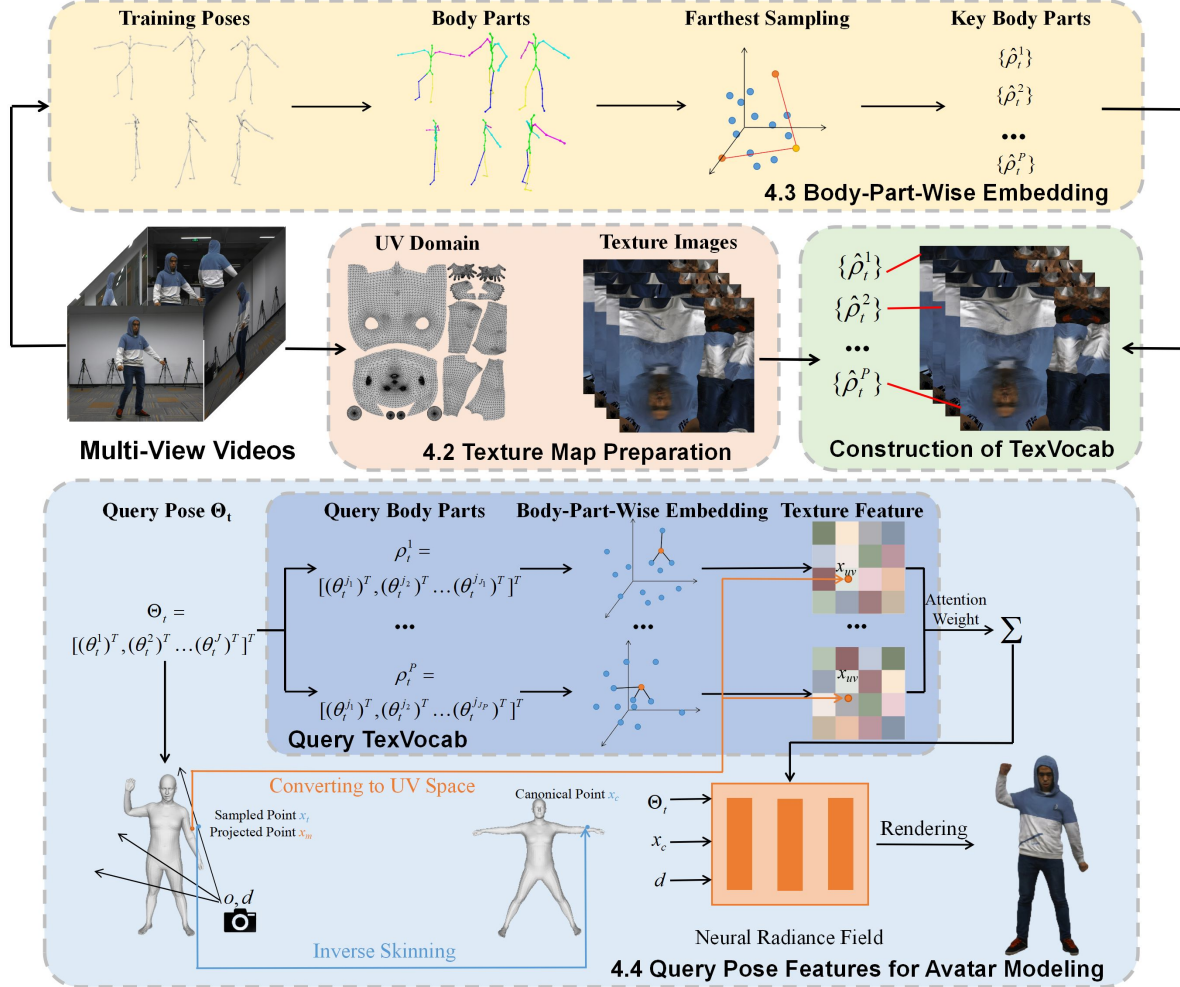 Training Poses
Body Parts
Farthest Sampling
Key Body Parts
{ρ̂_t^1}
{ρ̂_t^2}
•••
{ρ̂_t^P}
4.3 Body-Part-Wise Embedding
UV Domain
Texture Images
{ρ̂_t^1}
{ρ̂_t^2}
•••
{ρ̂_t^P}
Multi-View Videos
4.2 Texture Map Preparation
Construction of TexVocab
Query Pose Θ_t
Query Body Parts
Body-Part-Wise Embedding
Texture Feature
ρ_t^1 =
[(θ_t^{j_1})^T, (θ_t^{j_2})^T …(θ_t^{j_{J_1}})^T]^T
x_uv
Θ_t =
[(θ_t^1)^T, (θ_t^2)^T …(θ_t^J)^T]^T
•••
•••
•••
Attention
Weight
Σ
ρ_t^P =
[(θ_t^{j_1})^T, (θ_t^{j_2})^T …(θ_t^{j_{J_P}})^T]^T
x_uv
Query TexVocab
Converting to UV Space
Sampled Point x_t
Projected Point x_m
Canonical Point x_c
Θ_t
x_c
d
Rendering
o, d
Inverse Skinning
Neural Radiance Field
4.4 Query Pose Features for Avatar Modeling